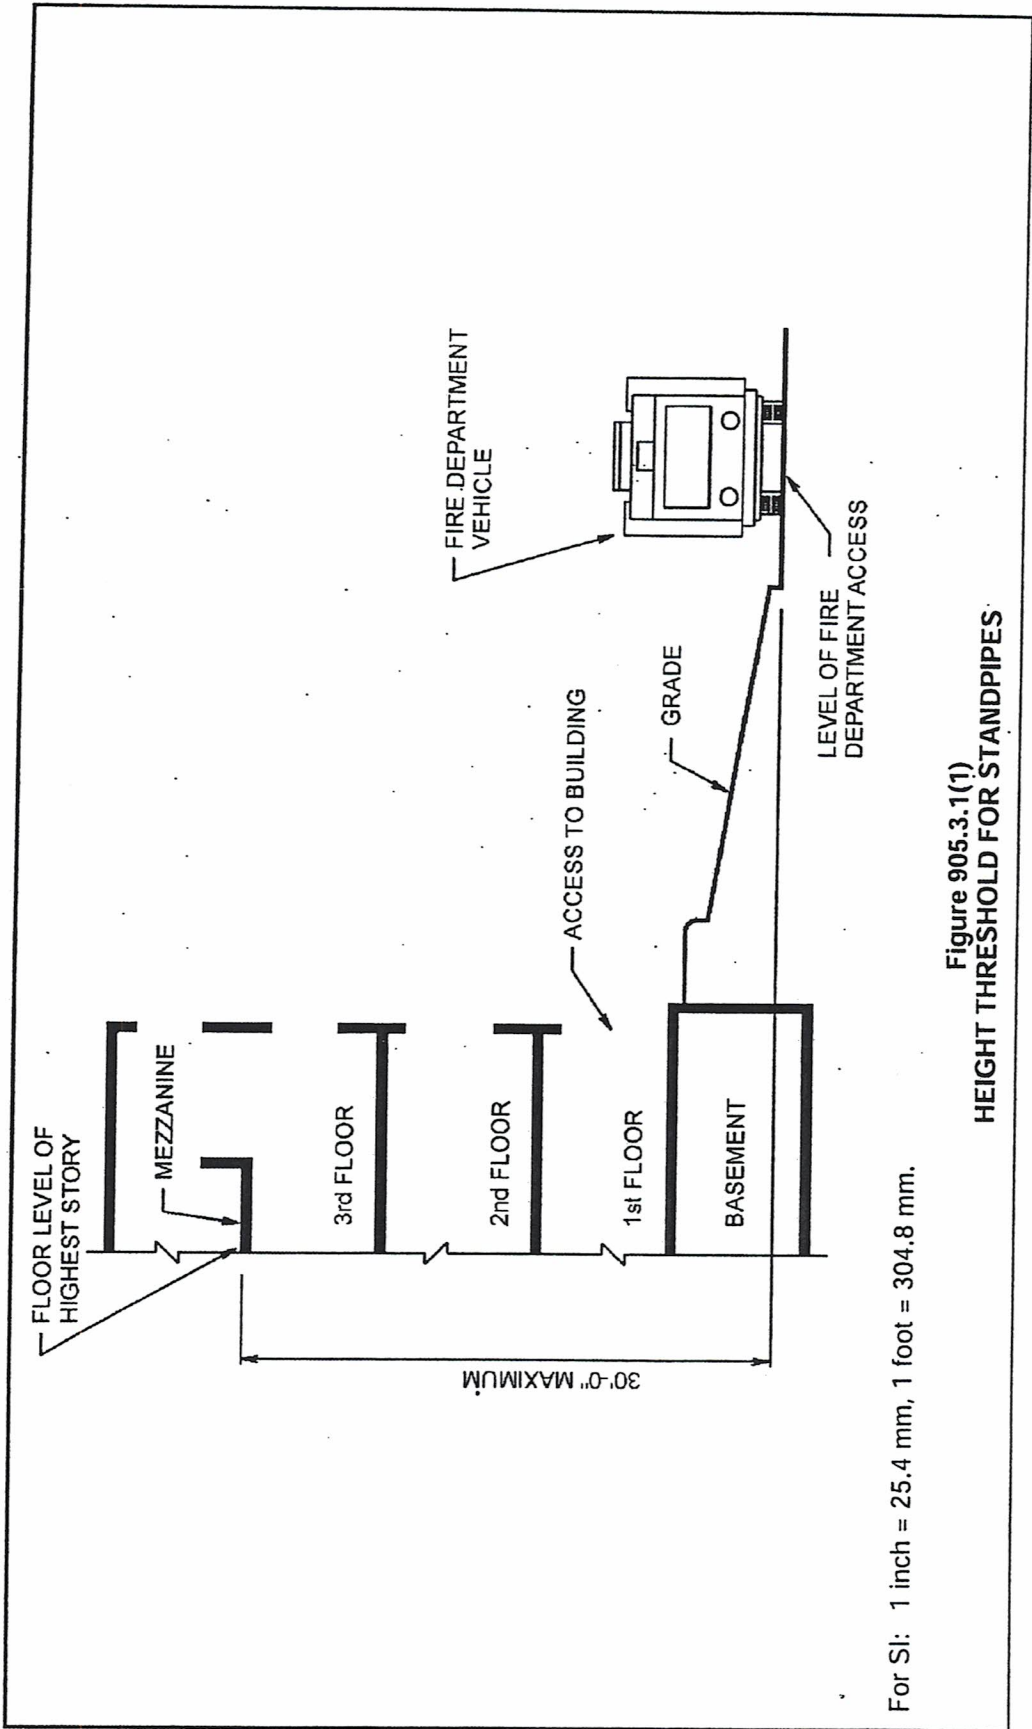 FLOOR LEVEL OF
HIGHEST STORY
MEZZANINE
3rd FLOOR
2nd FLOOR
1st FLOOR
BASEMENT
30'-0" MAXIMUM
ACCESS TO BUILDING
GRADE
FIRE DEPARTMENT
VEHICLE
LEVEL OF FIRE
DEPARTMENT ACCESS
For SI: 1 inch = 25.4 mm, 1 foot = 304.8 mm.
Figure 905.3.1(1)
HEIGHT THRESHOLD FOR STANDPIPES